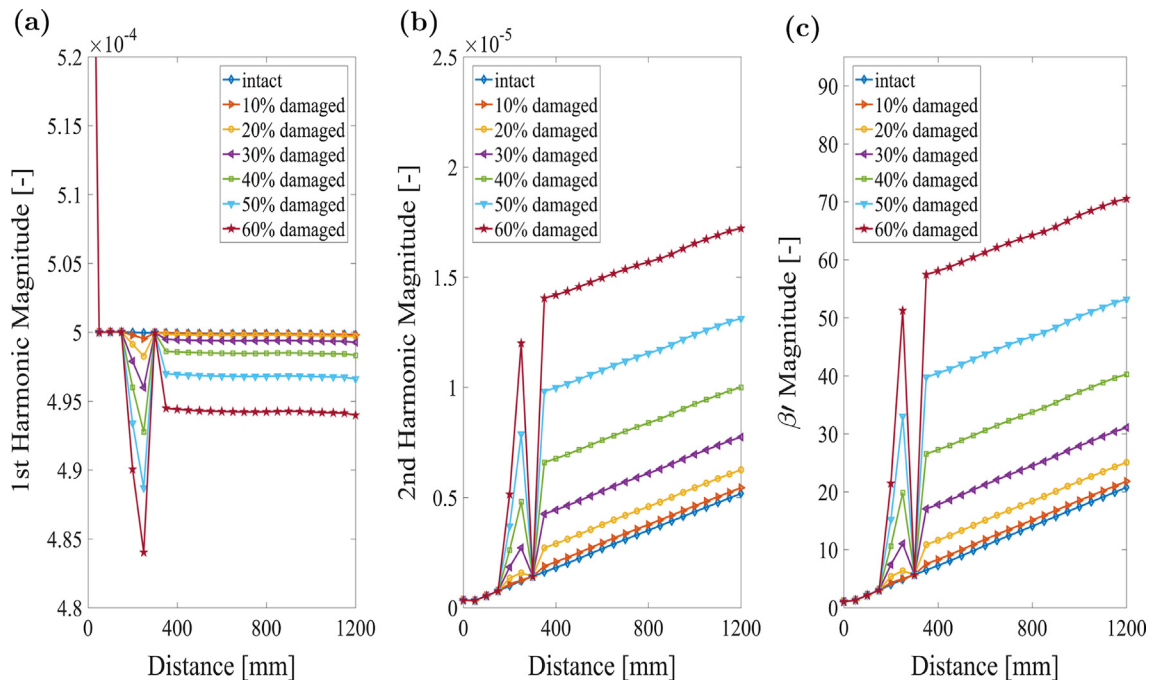 (a)
×10⁻⁴
5.2
5.15
5.1
5.05
5
4.95
4.9
4.85
4.8
0
400
800
1200
1st Harmonic Magnitude [-]
Distance [mm]
intact
10% damaged
20% damaged
30% damaged
40% damaged
50% damaged
60% damaged
(b)
×10⁻⁵
2.5
2
2.5
1.5
1
0.5
0
0
400
800
1200
2nd Harmonic Magnitude [-]
Distance [mm]
intact
10% damaged
20% damaged
30% damaged
40% damaged
50% damaged
60% damaged
(c)
90
80
70
60
50
40
30
20
10
0
0
400
800
1200
β′ Magnitude [-]
Distance [mm]
intact
10% damaged
20% damaged
30% damaged
40% damaged
50% damaged
60% damaged